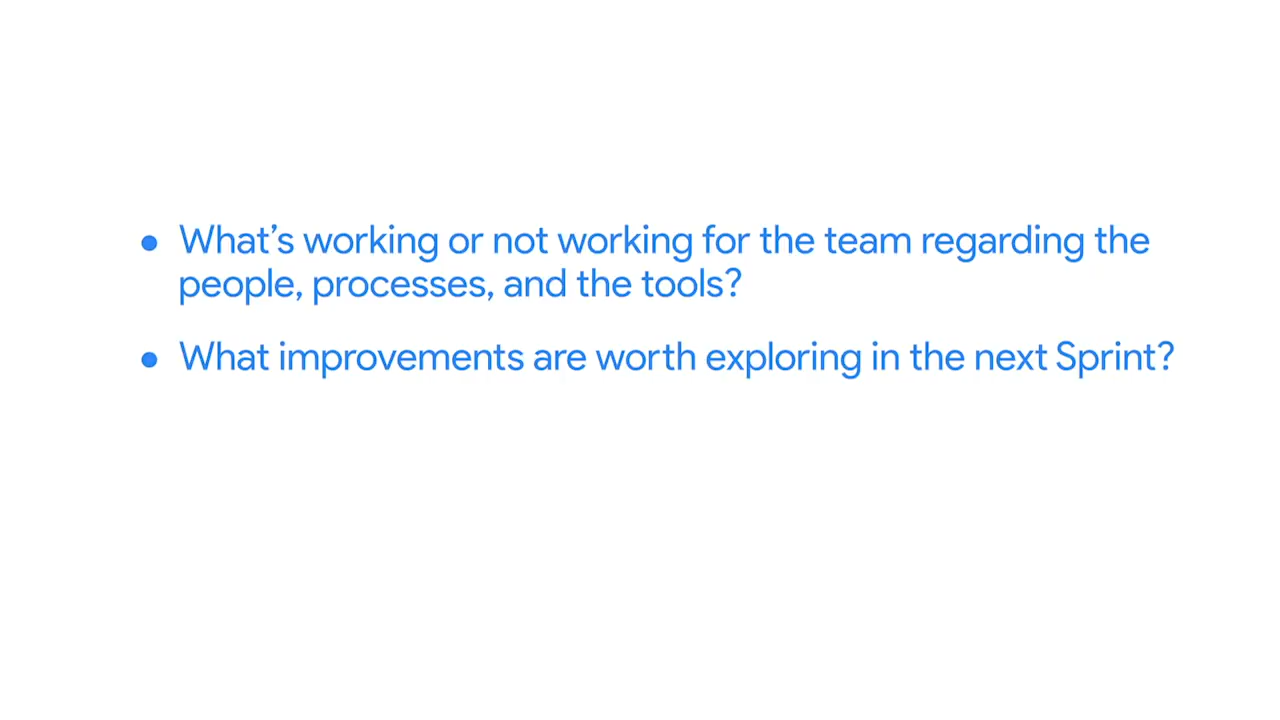 • What’s working or not working for the team regarding the
people, processes, and the tools?
• What improvements are worth exploring in the next Sprint?